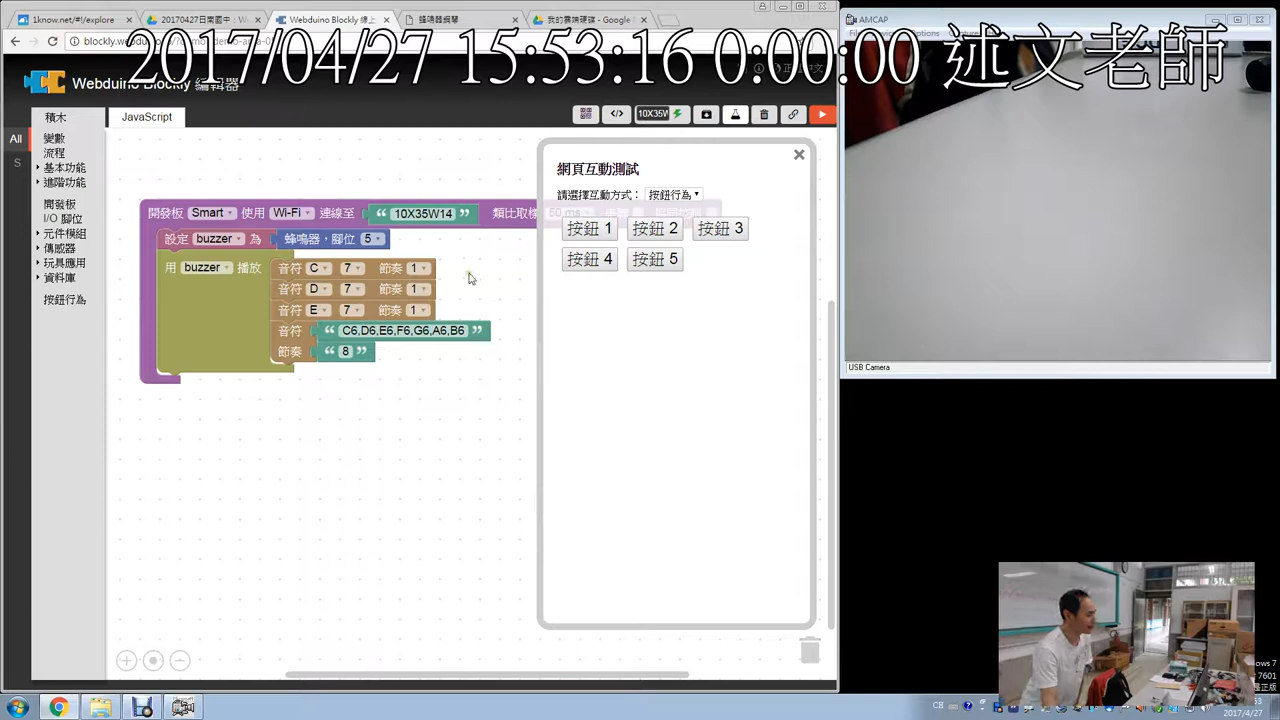 1know.net/#!/explore
20170427日南國中：Wu
Webduino Blockly 線上
蜂鳴器鋼琴
我的雲端硬碟 - Google
AMCAP
2017/04/27 15:53:16 0:00:00 述文老師
Webduino Blockly 編輯器
積木
JavaScript
10X35W
All
S
變數
流程
基本功能
進階功能
開發板
I/O 腳位
元件模組
傳感器
玩具應用
資料庫
按鈕行為
開發板 Smart 使用 Wi-Fi 連線至 “ 10X35W14 ” 類比取樣 50 ms
設定 buzzer 為 蜂鳴器，腳位 5
用 buzzer 播放 音符 C 7 節奏 1
音符 D 7 節奏 1
音符 E 7 節奏 1
音符 “ C6,D6,E6,F6,G6,A6,B6 ”
節奏 “ 8 ”
網頁互動測試
請選擇互動方式： 按鈕行為
按鈕 1 按鈕 2 按鈕 3
按鈕 4 按鈕 5
USB Camera
CH
2017/4/27